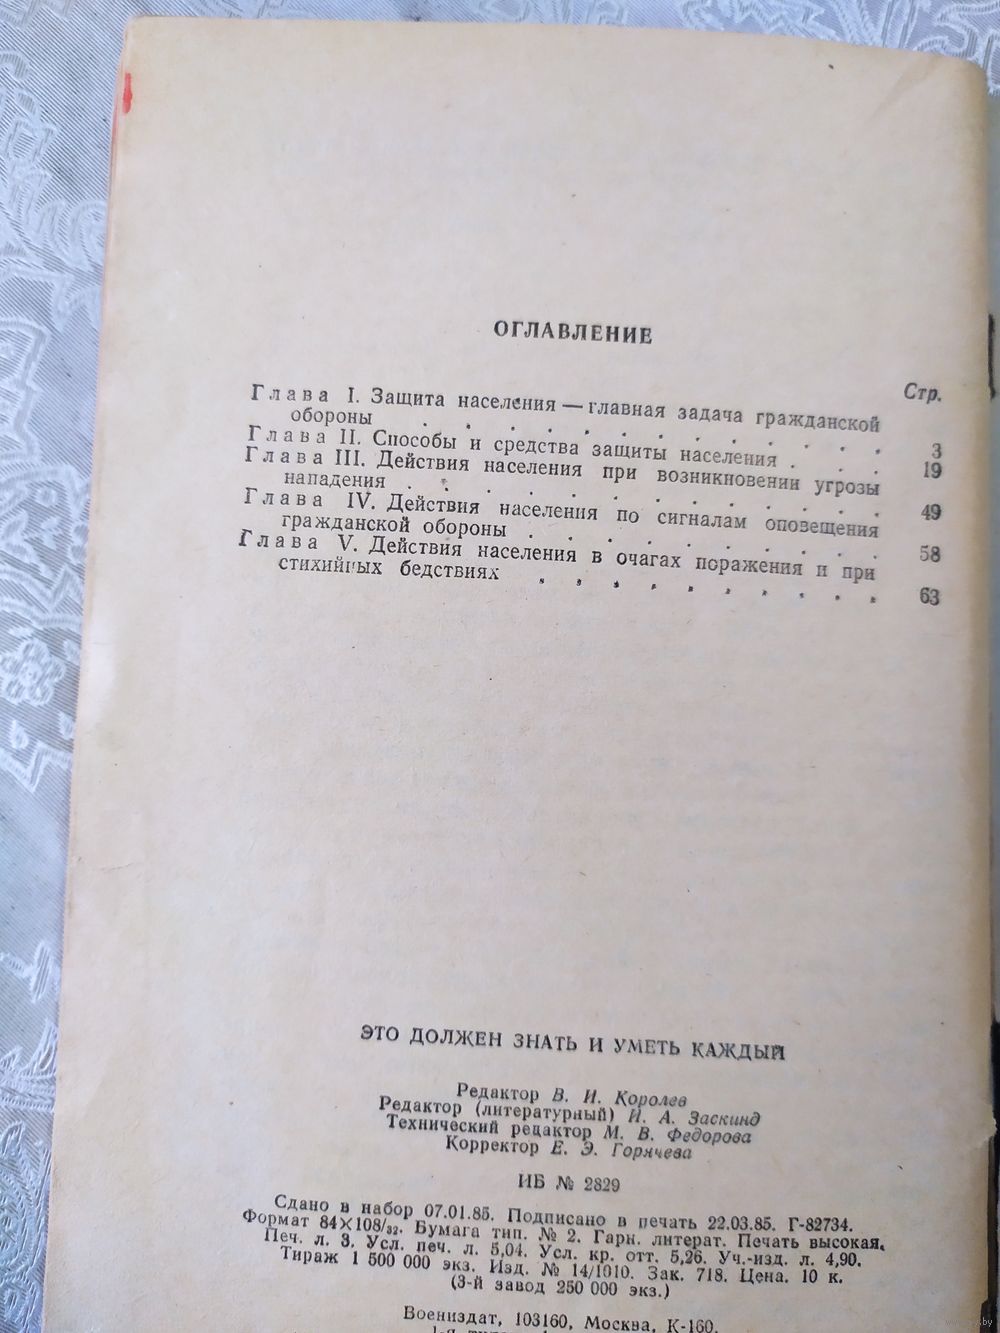 ОГЛАВЛЕНИЕ
Стр.
Глава I. Защита населения — главная задача гражданской
обороны . . . . . . . . . . . . 3
Глава II. Способы и средства защиты населения . . . 19
Глава III. Действия населения при возникновении угрозы
нападения . . . . . . . . . . . . 49
Глава IV. Действия населения по сигналам оповещения
гражданской обороны . . . . . . . . . . 58
Глава V. Действия населения в очагах поражения и при
стихийных бедствиях . . . . . . . . . . 63
ЭТО ДОЛЖЕН ЗНАТЬ И УМЕТЬ КАЖДЫЙ
Редактор В. И. Королев
Редактор (литературный) И. А. Заскинд
Технический редактор М. В. Федорова
Корректор Е. Э. Горячева
ИБ № 2829
Сдано в набор 07.01.85. Подписано в печать 22.03.85. Г-82734.
Формат 84×108/32. Бумага тип. № 2. Гарн. литерат. Печать высокая.
Печ. л. 3. Усл. печ. л. 5,04. Усл. кр. отт. 5,26. Уч.-изд. л. 4,90.
Тираж 1 500 000 экз. Изд. № 14/1010. Зак. 718. Цена. 10 к.
(3-й завод 250 000 экз.)
Воениздат, 103160, Москва, К-160.